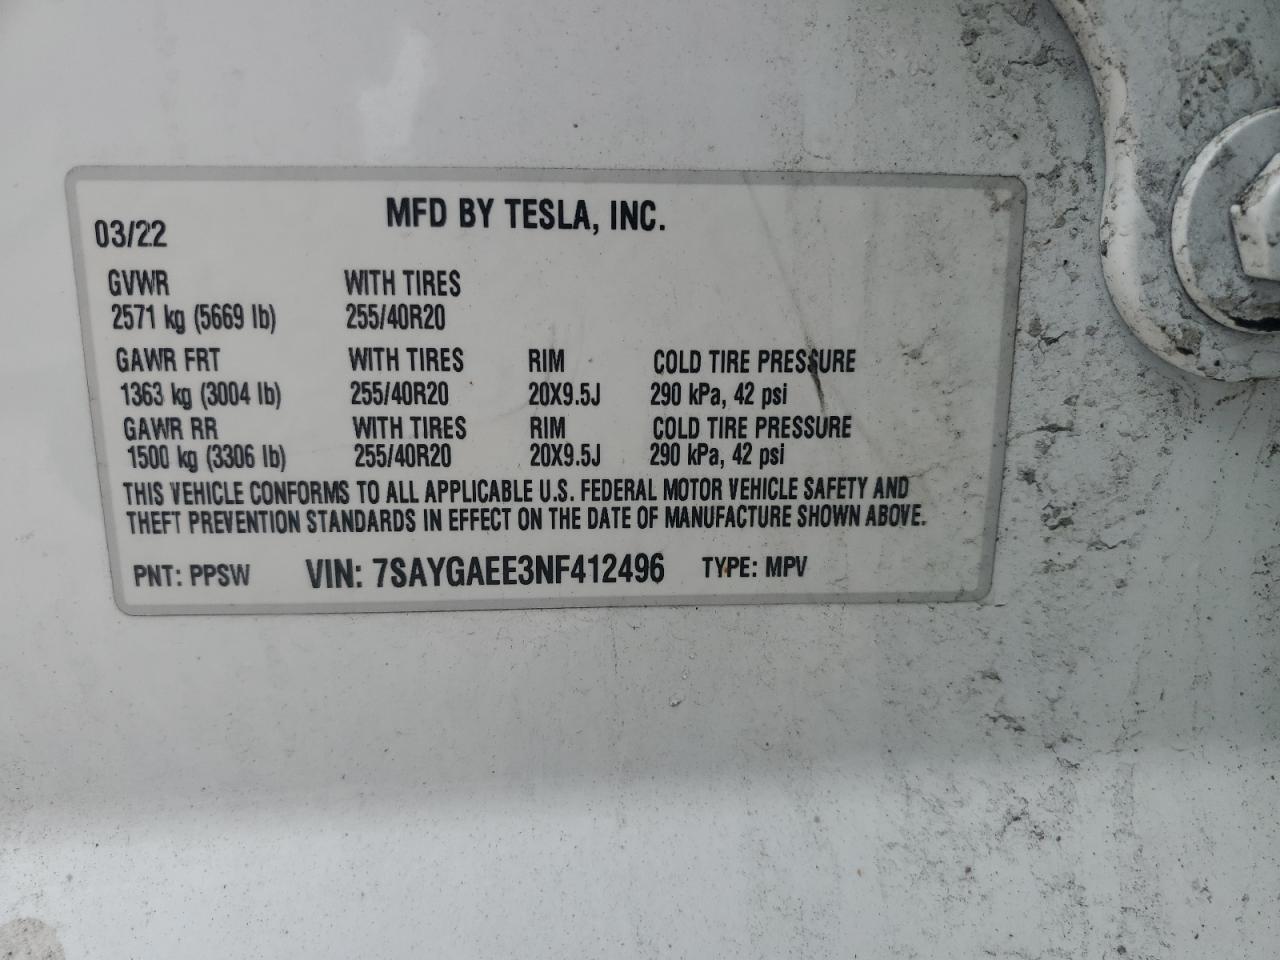 MFD BY TESLA, INC.
03/22
GVWR WITH TIRES
2571 kg (5669 lb) 255/40R20
GAWR FRT WITH TIRES RIM COLD TIRE PRESSURE
1363 kg (3004 lb) 255/40R20 20X9.5J 290 kPa, 42 psi
GAWR RR WITH TIRES RIM COLD TIRE PRESSURE
1500 kg (3306 lb) 255/40R20 20X9.5J 290 kPa, 42 psi
THIS VEHICLE CONFORMS TO ALL APPLICABLE U.S. FEDERAL MOTOR VEHICLE SAFETY AND
THEFT PREVENTION STANDARDS IN EFFECT ON THE DATE OF MANUFACTURE SHOWN ABOVE.
PNT: PPSW VIN: 7SAYGAEE3NF412496 TYPE: MPV